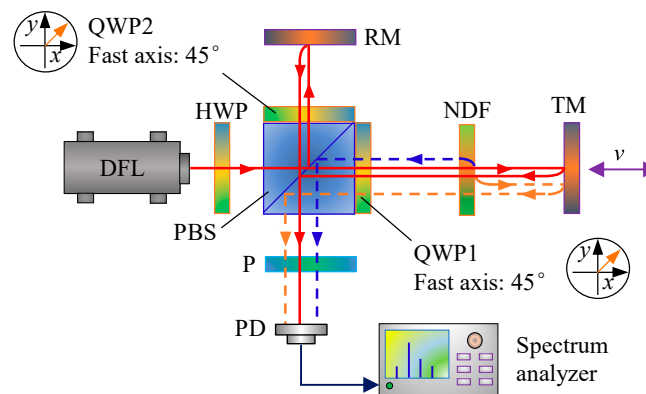 y
x
QWP2
Fast axis: 45°
RM
HWP
NDF
TM
DFL
v
PBS
QWP1
Fast axis: 45°
y
x
P
PD
Spectrum
analyzer